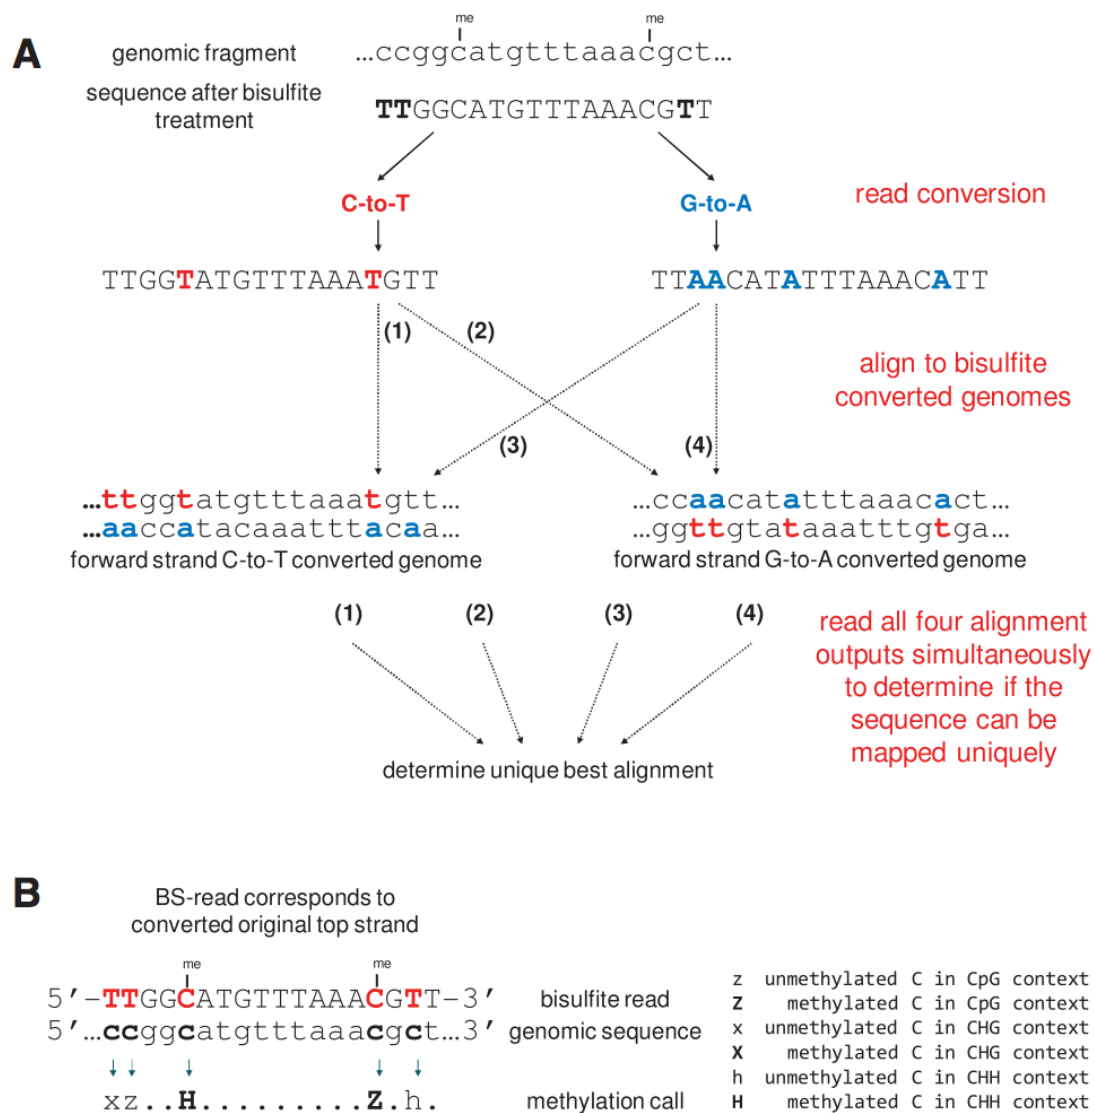 A
me me
genomic fragment ...ccggcatgtttaaacgct...
sequence after bisulfite
treatment
TTGGCATGTTTAAACGTT
C-to-T G-to-A read conversion
TTGGTATGTTTAAATGTT TTAACATATTTAAACATT
(1) (2)
align to bisulfite
converted genomes
(3) (4)
...ttggtatgtttaaatgtt... ...ccaacatatttaaacact...
...aaccatacaaatttacaa... ...ggttgtataaatttgtga...
forward strand C-to-T converted genome forward strand G-to-A converted genome
(1) (2) (3) (4)
read all four alignment
outputs simultaneously
to determine if the
sequence can be
mapped uniquely
determine unique best alignment
B
BS-read corresponds to
converted original top strand
me me
5′-TTGGCATGTTTAAACGTT-3′ bisulfite read
5′...ccggcatgtttaaacgct...3′ genomic sequence
xz..H.........Z.h. methylation call
z unmethylated C in CpG context
Z methylated C in CpG context
x unmethylated C in CHG context
X methylated C in CHG context
h unmethylated C in CHH context
H methylated C in CHH context